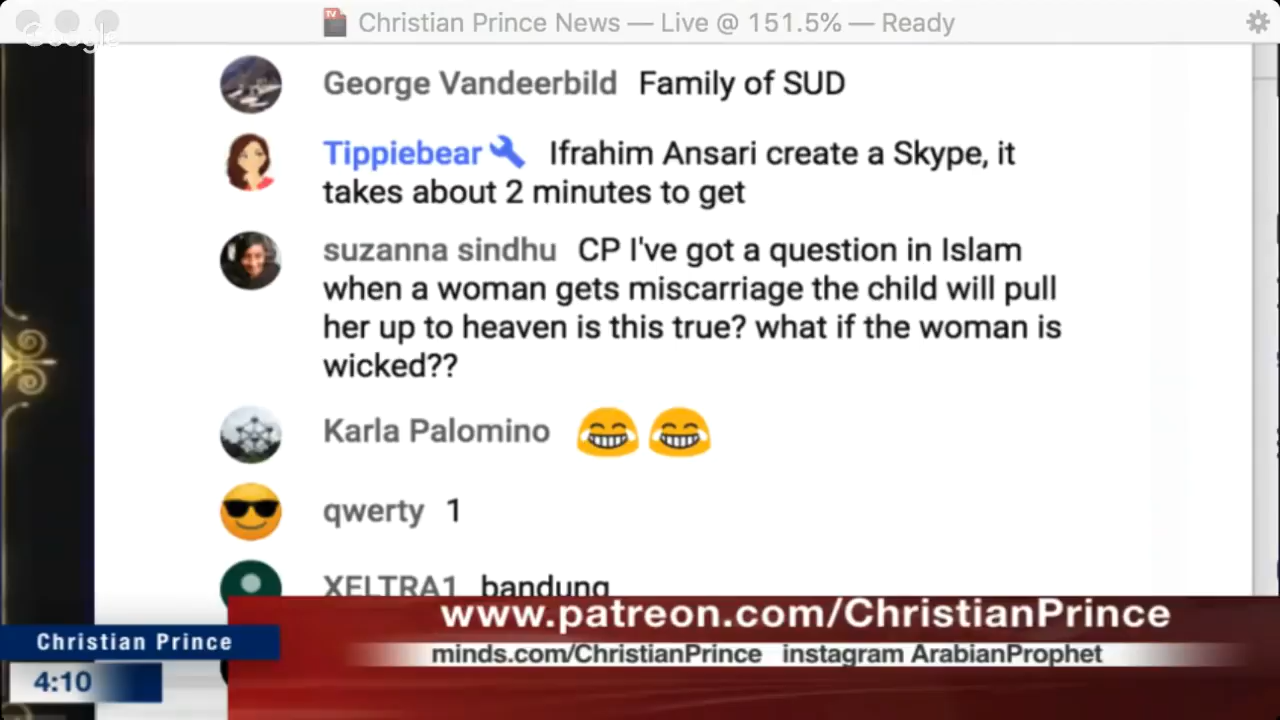 TV
Christian Prince News — Live @ 151.5% — Ready
Google
George Vandeerbild Family of SUD
Tippiebear Ifrahim Ansari create a Skype, it
takes about 2 minutes to get
suzanna sindhu CP I've got a question in Islam
when a woman gets miscarriage the child will pull
her up to heaven is this true? what if the woman is
wicked??
Karla Palomino 😂😂
qwerty 1
XELTRA1 bandung
www.patreon.com/ChristianPrince
Christian Prince
minds.com/ChristianPrince instagram ArabianProphet
4:10